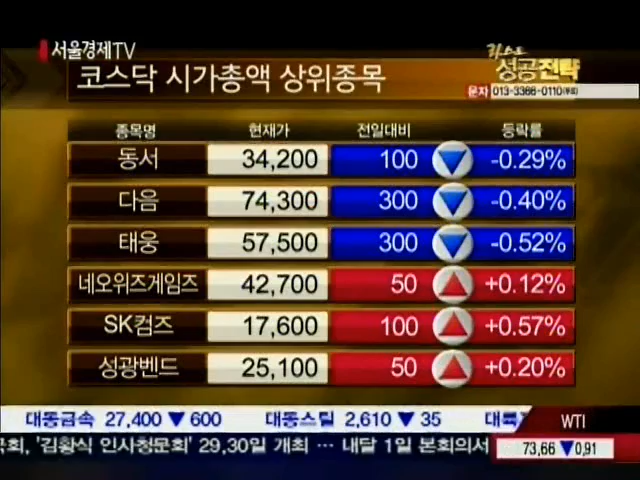 서울경제TV
코스닥 시가총액 상위종목
성공전략
문자 013-3366-0110(무료)
종목명 현재가 전일대비 등락률
동서 34,200 100 ▼ -0.29%
다음 74,300 300 ▼ -0.40%
태웅 57,500 300 ▼ -0.52%
네오위즈게임즈 42,700 50 ▲ +0.12%
SK컴즈 17,600 100 ▲ +0.57%
성광벤드 25,100 50 ▲ +0.20%
대동금속 27,400 ▼ 600 대동스틸 2,610 ▼ 35 대륙
WTI
국회, '김황식 인사청문회' 29,30일 개최 … 내달 1일 본회의서
73,66 ▼0,91